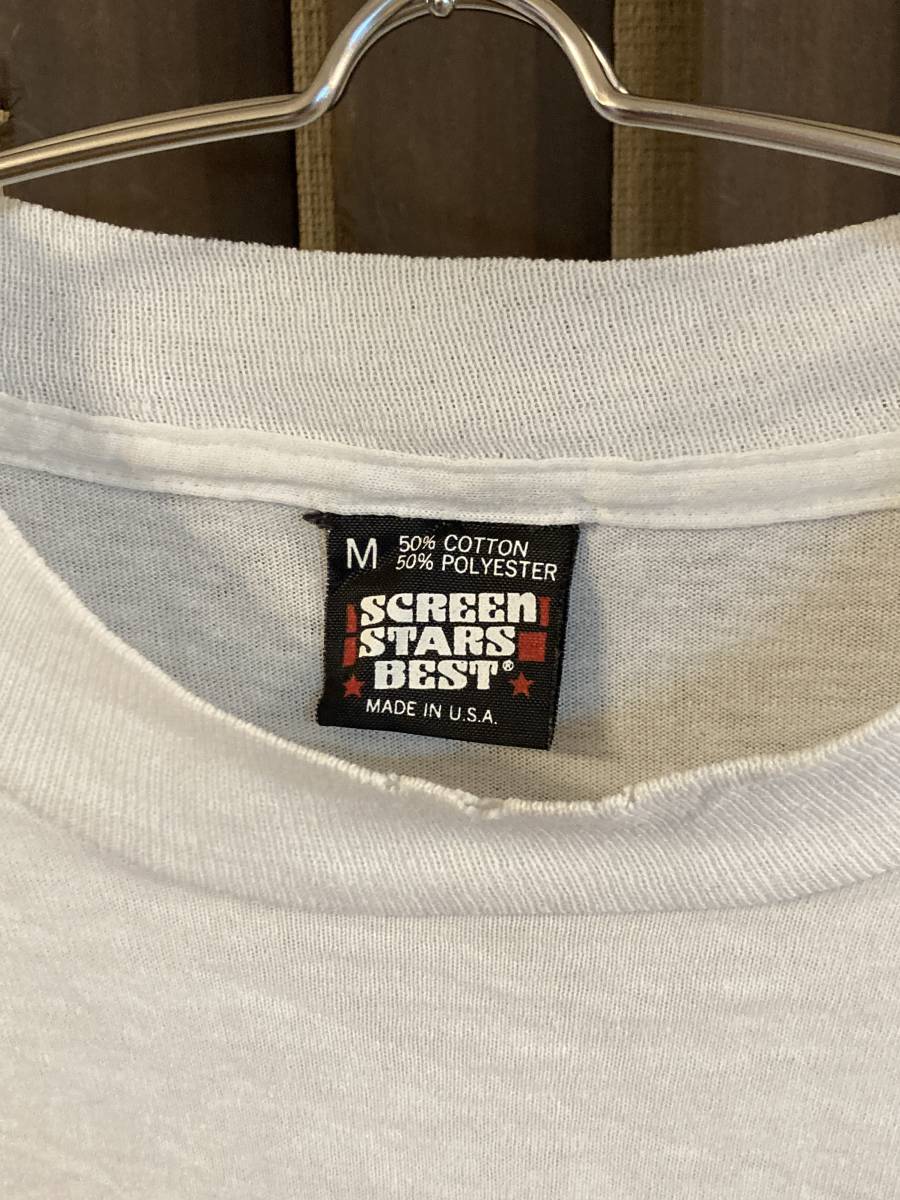 M 50% COTTON
50% POLYESTER
SCREEN
STARS
BEST®
MADE IN U.S.A.